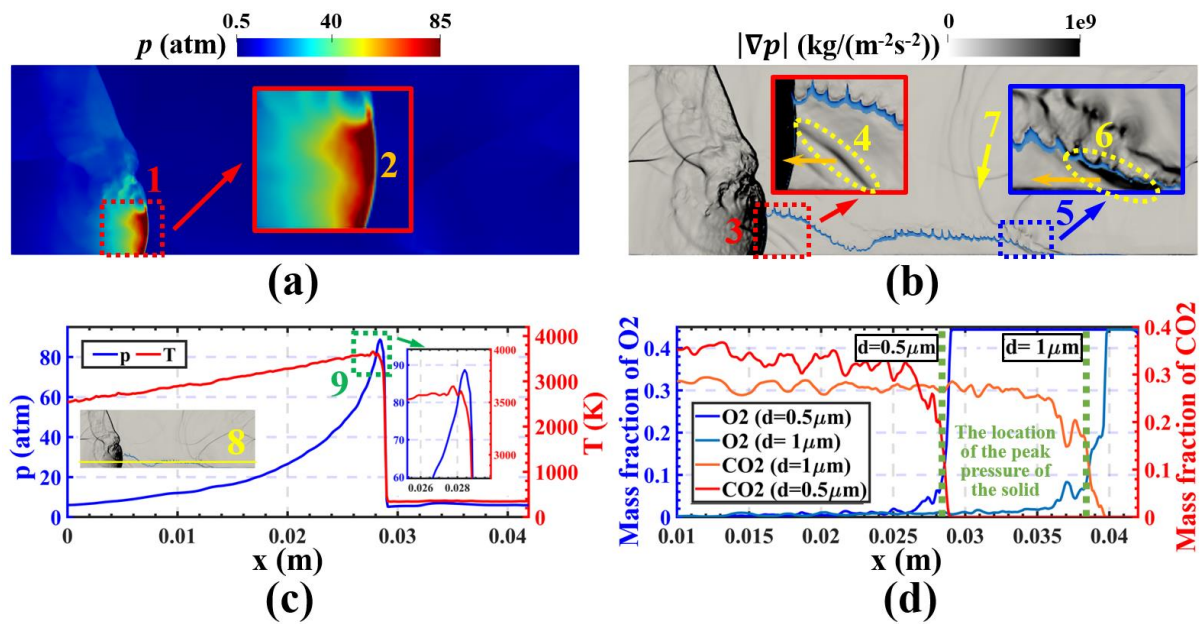 0.5 40 85
p (atm)
1
2
(a)
0 1e9
|∇p| (kg/(m⁻²s⁻²))
3
4
5
6
7
(b)
80
60
40
20
0
p (atm)
p T
4000
3000
2500
2000
1500
1000
500
0
T (K)
9
8
90
80
70
60
4000
3500
3000
0.026 0.028
0 0.01 0.02 0.03 0.04
x (m)
(c)
Mass fraction of O2
0.4
0.3
0.2
0.1
0
d=0.5μm
d= 1μm
O2 (d=0.5μm)
O2 (d= 1μm)
CO2 (d=1μm)
CO2 (d=0.5μm)
The location
of the peak
pressure of
the solid
0.4
0.3
0.2
0.1
0
Mass fraction of CO2
0.01 0.015 0.02 0.025 0.03 0.035 0.04
x (m)
(d)